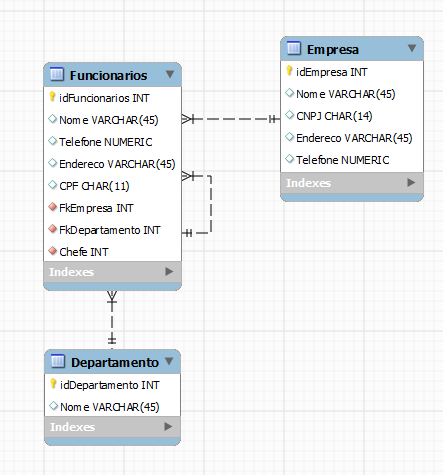 Funcionarios
idFuncionarios INT
Nome VARCHAR(45)
Telefone NUMERIC
Endereco VARCHAR(45)
CPF CHAR(11)
FkEmpresa INT
FkDepartamento INT
Chefe INT
Indexes
Empresa
idEmpresa INT
Nome VARCHAR(45)
CNPJ CHAR(14)
Endereco VARCHAR(45)
Telefone NUMERIC
Indexes
Departamento
idDepartamento INT
Nome VARCHAR(45)
Indexes